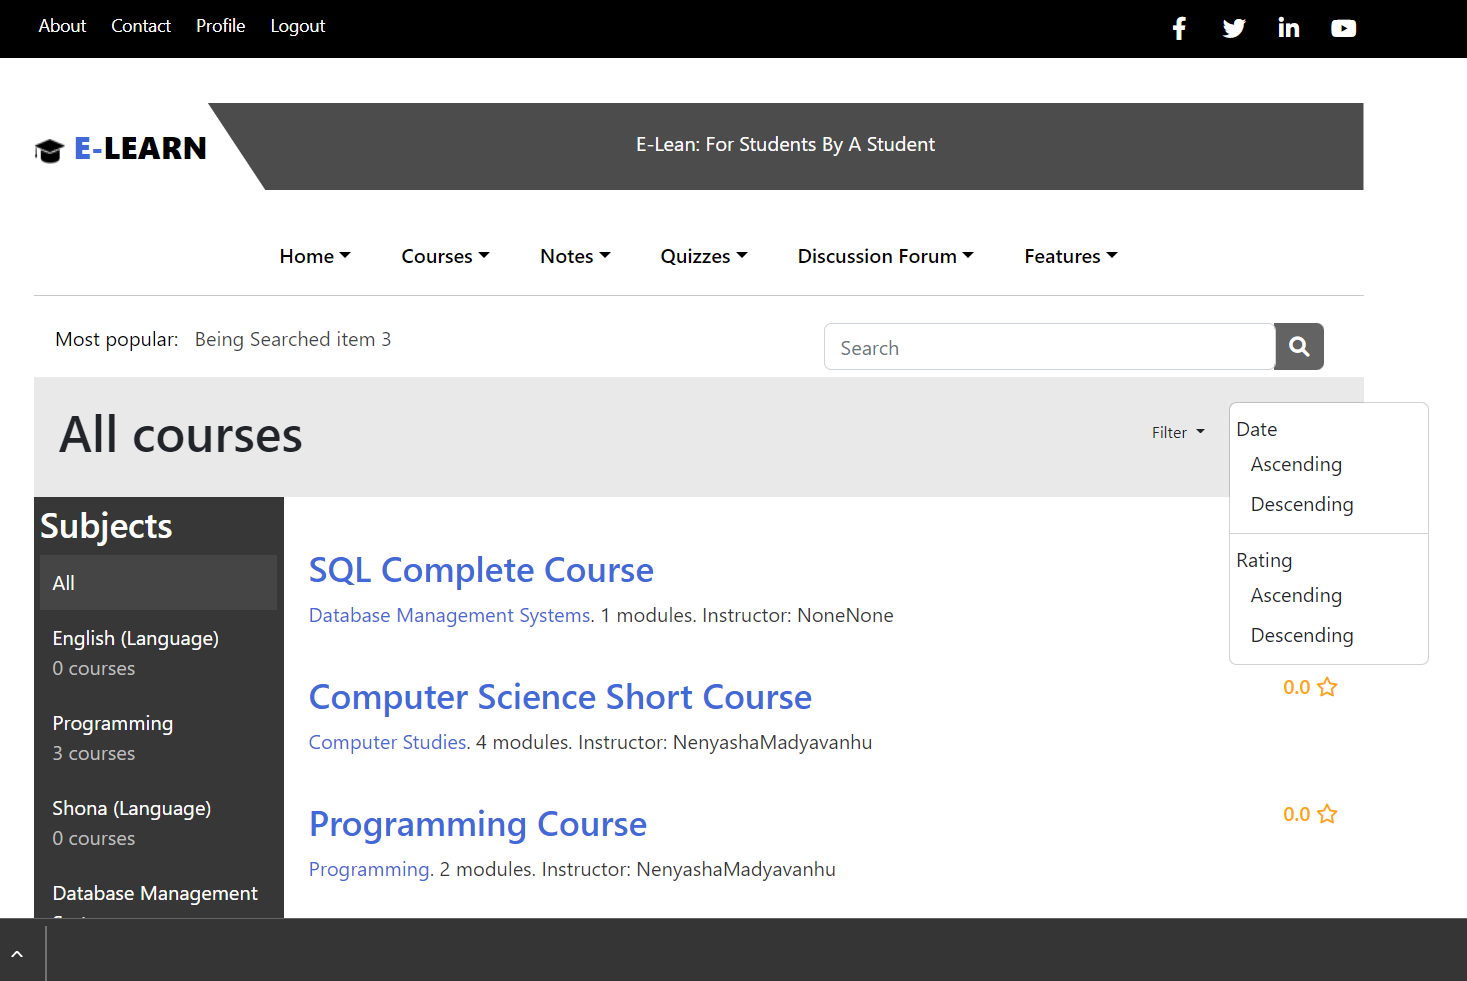 About Contact Profile Logout
E-LEARN
E-Lean: For Students By A Student
Home Courses Notes Quizzes Discussion Forum Features
Most popular: Being Searched item 3
Search
All courses
Filter
Date
Ascending
Descending
Rating
Ascending
Descending
Subjects
All
English (Language)
0 courses
Programming
3 courses
Shona (Language)
0 courses
Database Management
SQL Complete Course
Database Management Systems. 1 modules. Instructor: NoneNone
Computer Science Short Course
0.0
Computer Studies. 4 modules. Instructor: NenyashaMadyavanhu
Programming Course
0.0
Programming. 2 modules. Instructor: NenyashaMadyavanhu